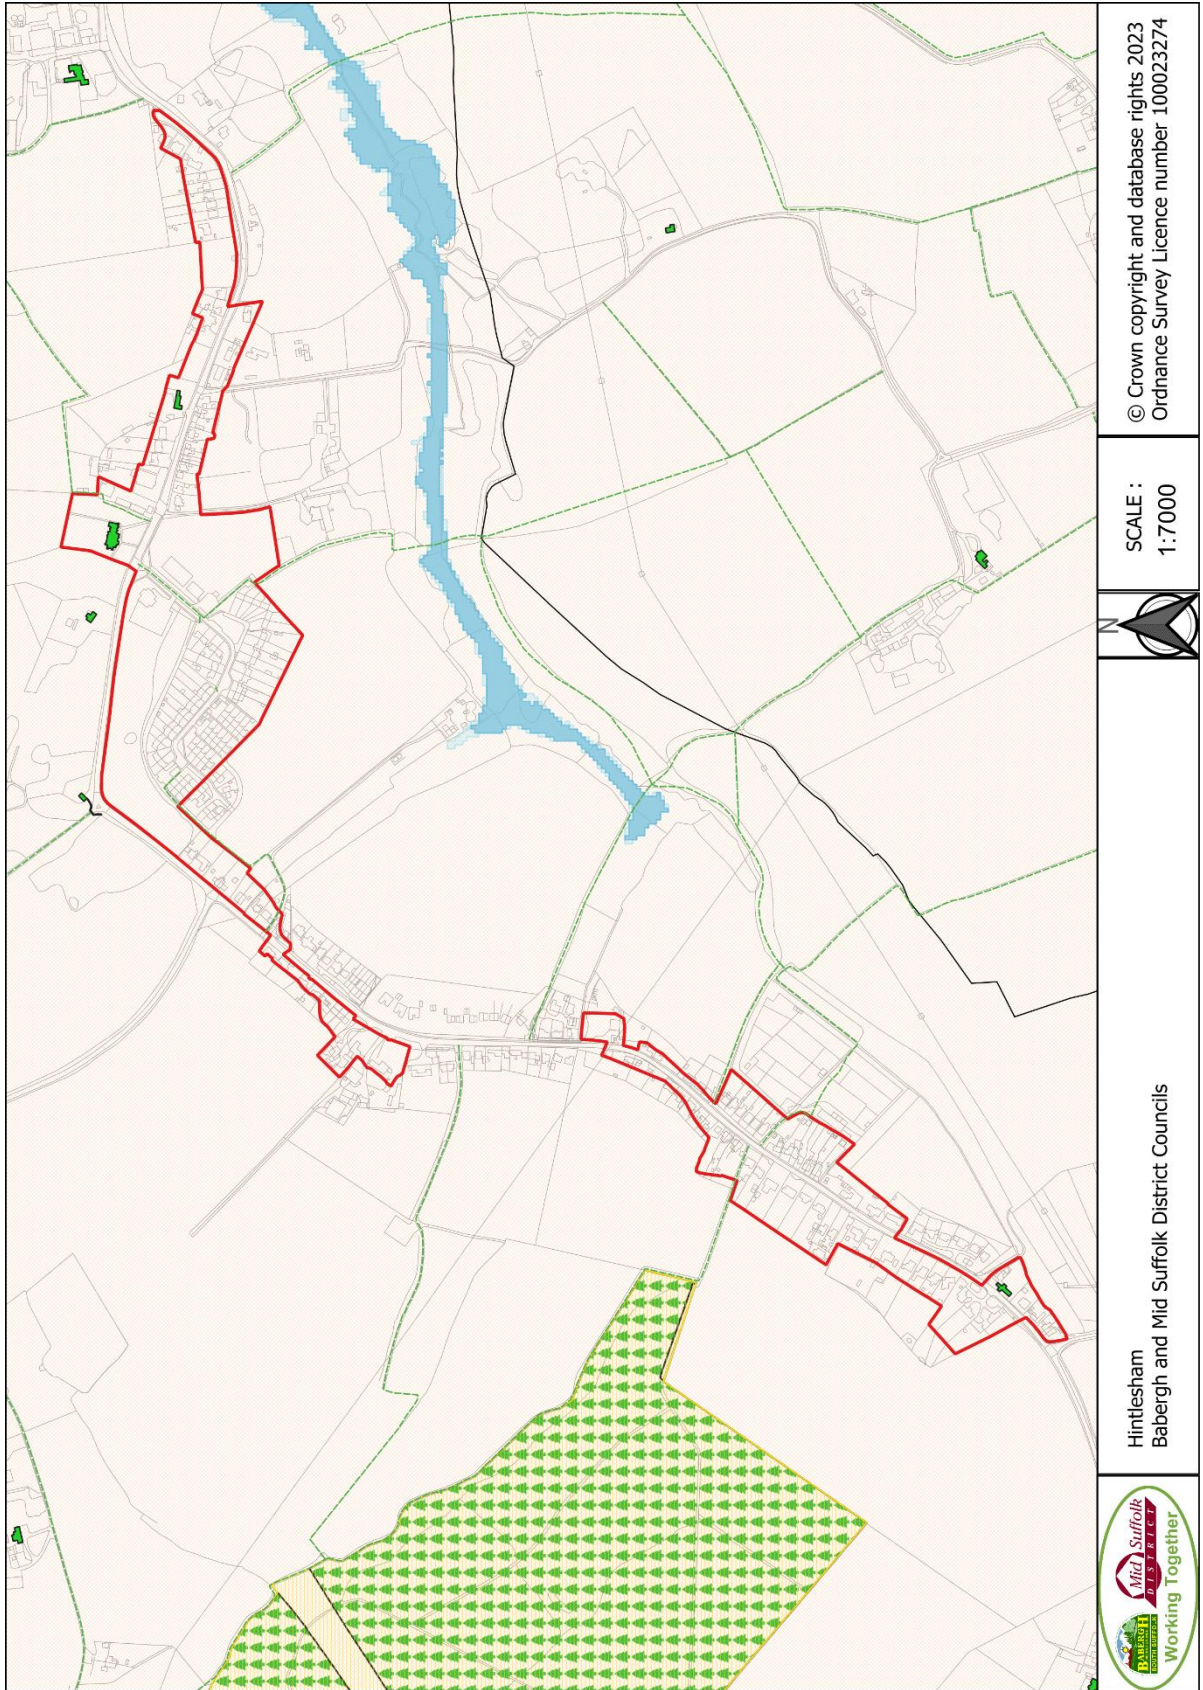 Hintlesham
Babergh and Mid Suffolk District Councils
SCALE :
1:7000
© Crown copyright and database rights 2023
Ordnance Survey Licence number 100023274
N
BABERGH
SOUTH SUFFOLK
Mid Suffolk
DISTRICT
Working Together